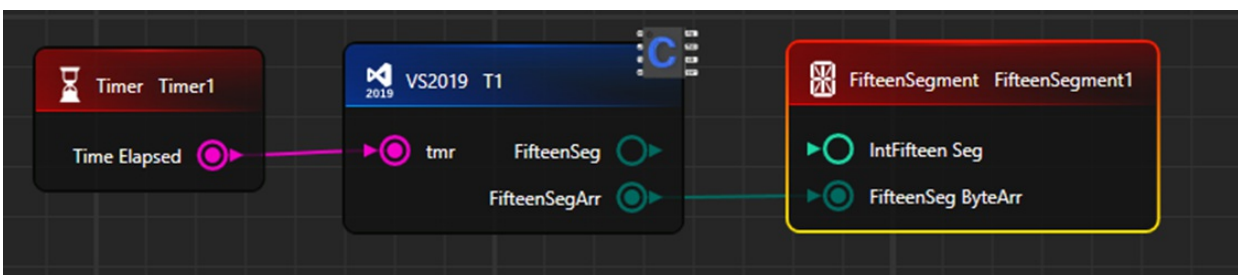 Timer Timer1
Time Elapsed
2019
VS2019 T1
C
tmr
FifteenSeg
FifteenSegArr
FifteenSegment FifteenSegment1
IntFifteen Seg
FifteenSeg ByteArr